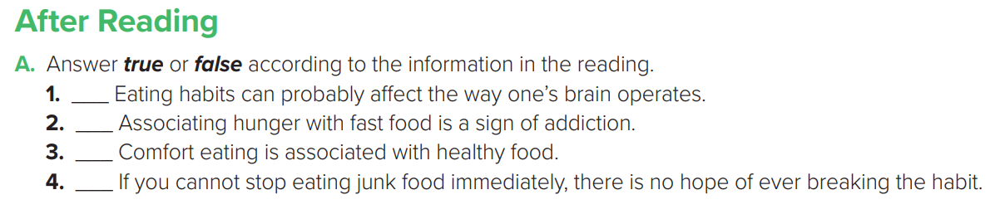 After Reading
A. Answer true or false according to the information in the reading.
1. ____ Eating habits can probably affect the way one’s brain operates.
2. ____ Associating hunger with fast food is a sign of addiction.
3. ____ Comfort eating is associated with healthy food.
4. ____ If you cannot stop eating junk food immediately, there is no hope of ever breaking the habit.